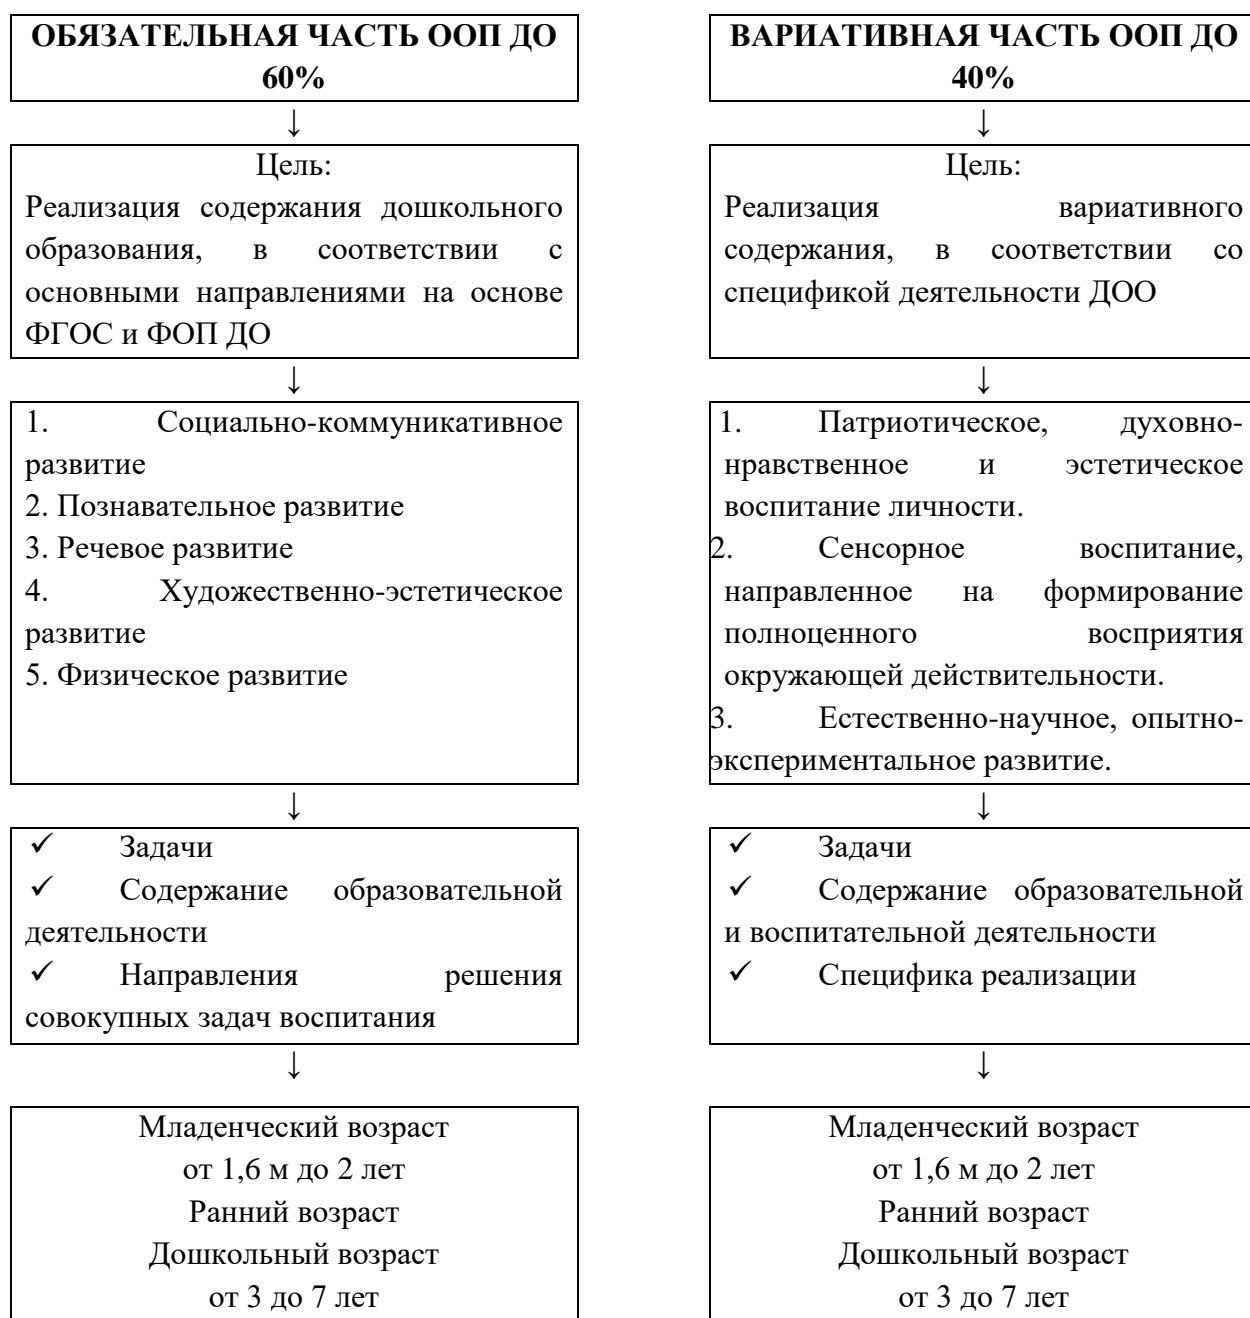 ОБЯЗАТЕЛЬНАЯ ЧАСТЬ ООП ДО
60%
↓
Цель:
Реализация содержания дошкольного
образования, в соответствии с
основными направлениями на основе
ФГОС и ФОП ДО
↓
1. Социально-коммуникативное
развитие
2. Познавательное развитие
3. Речевое развитие
4. Художественно-эстетическое
развитие
5. Физическое развитие
↓
✓ Задачи
✓ Содержание образовательной
деятельности
✓ Направления решения
совокупных задач воспитания
↓
Младенческий возраст
от 1,6 м до 2 лет
Ранний возраст
Дошкольный возраст
от 3 до 7 лет
ВАРИАТИВНАЯ ЧАСТЬ ООП ДО
40%
↓
Цель:
Реализация вариативного
содержания, в соответствии со
спецификой деятельности ДОО
↓
1. Патриотическое, духовно-
нравственное и эстетическое
воспитание личности.
2. Сенсорное воспитание,
направленное на формирование
полноценного восприятия
окружающей действительности.
3. Естественно-научное, опытно-
экспериментальное развитие.
↓
✓ Задачи
✓ Содержание образовательной
и воспитательной деятельности
✓ Специфика реализации
↓
Младенческий возраст
от 1,6 м до 2 лет
Ранний возраст
Дошкольный возраст
от 3 до 7 лет